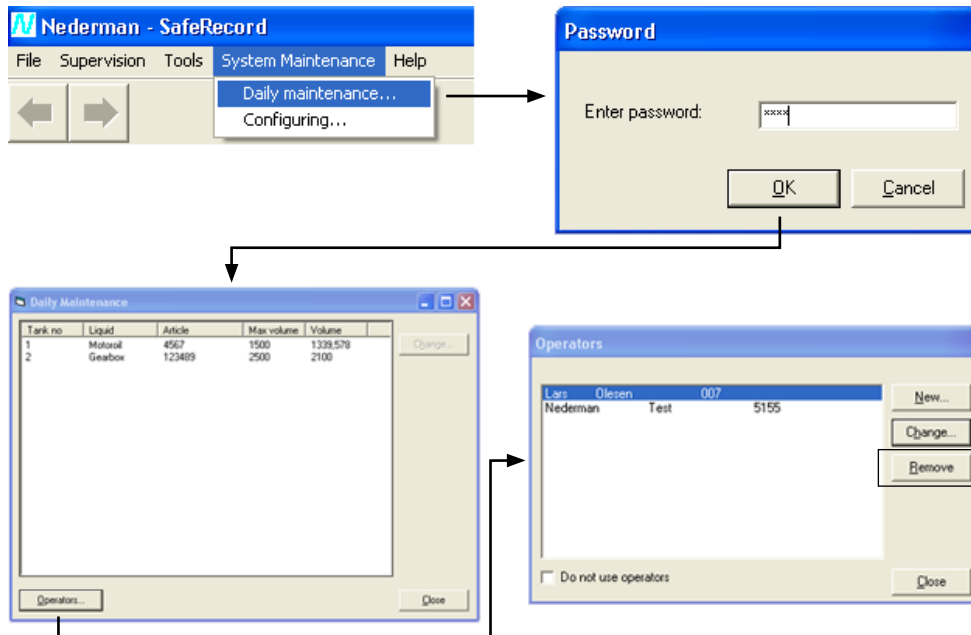 Nederman - SafeRecord
File Supervision Tools System Maintenance Help
Daily maintenance...
Configuring...
Password
Enter password: xxxx
OK Cancel
Daily Maintenance
Tank no Liquid Article Max volume Volume
1 Motoroil 4567 1500 1339,578
2 Gearbox 123489 2500 2100
Change...
Operators... Close
Operators
Lars Olesen 007
Nederman Test 5155
New...
Change...
Remove
Do not use operators
Close